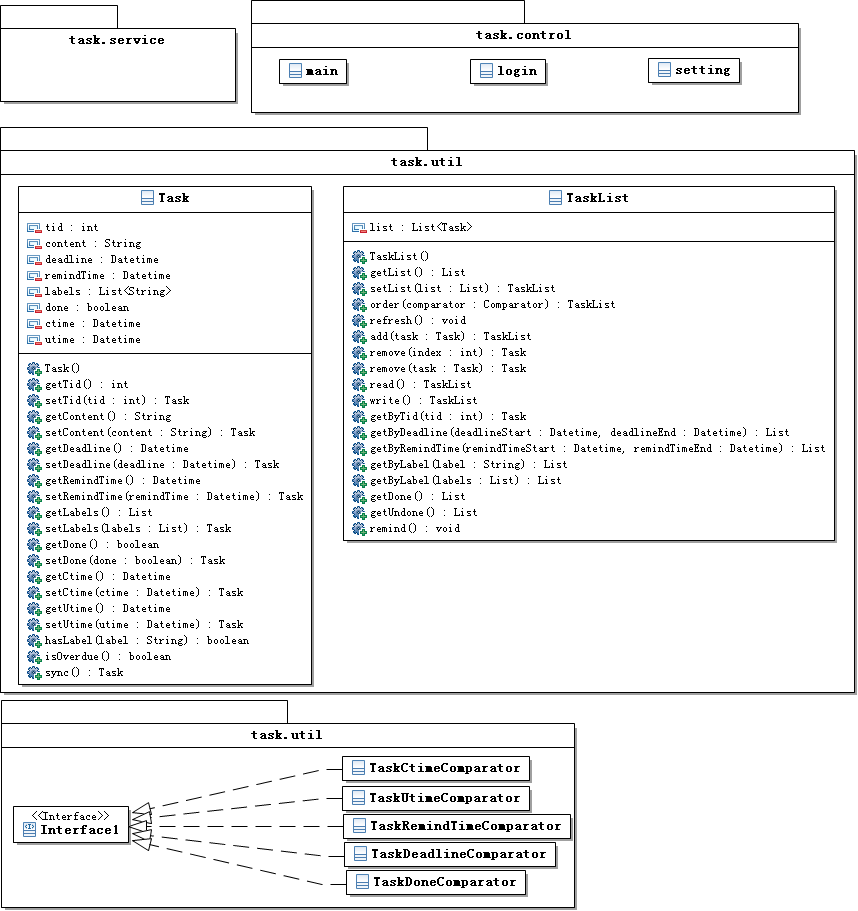 task.service
task.control
main
login
setting
task.util
Task
tid : int
content : String
deadline : Datetime
remindTime : Datetime
labels : List<String>
done : boolean
ctime : Datetime
utime : Datetime
Task()
getTid() : int
setTid(tid : int) : Task
getContent() : String
setContent(content : String) : Task
getDeadline() : Datetime
setDeadline(deadline : Datetime) : Task
getRemindTime() : Datetime
setRemindTime(remindTime : Datetime) : Task
getLabels() : List
setLabels(labels : List) : Task
getDone() : boolean
setDone(done : boolean) : Task
getCtime() : Datetime
setCtime(ctime : Datetime) : Task
getUtime() : Datetime
setUtime(utime : Datetime) : Task
hasLabel(label : String) : boolean
isOverdue() : boolean
sync() : Task
TaskList
list : List<Task>
TaskList()
getList() : List
setList(list : List) : TaskList
order(comparator : Comparator) : TaskList
refresh() : void
add(task : Task) : TaskList
remove(index : int) : Task
remove(task : Task) : Task
read() : TaskList
write() : TaskList
getByTid(tid : int) : Task
getByDeadline(deadlineStart : Datetime, deadlineEnd : Datetime) : List
getByRemindTime(remindTimeStart : Datetime, remindTimeEnd : Datetime) : List
getByLabel(label : String) : List
getByLabel(labels : List) : List
getDone() : List
getUndone() : List
remind() : void
task.util
<<Interface>>
Interface1
TaskCtimeComparator
TaskUtimeComparator
TaskRemindTimeComparator
TaskDeadlineComparator
TaskDoneComparator